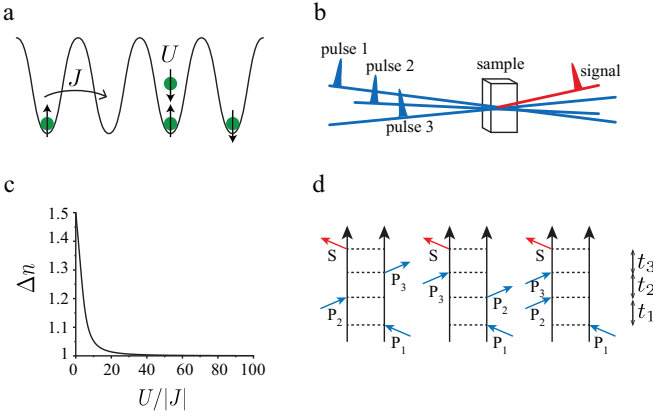 a
J
U
b
pulse 1
pulse 2
pulse 3
sample
signal
c
Δn
1.5
1.4
1.3
1.2
1.1
1
0 20 40 60 80 100
U/|J|
d
S
P3
P2
P1
S
P3
P2
P1
S
P3
P2
P1
t3
t2
t1